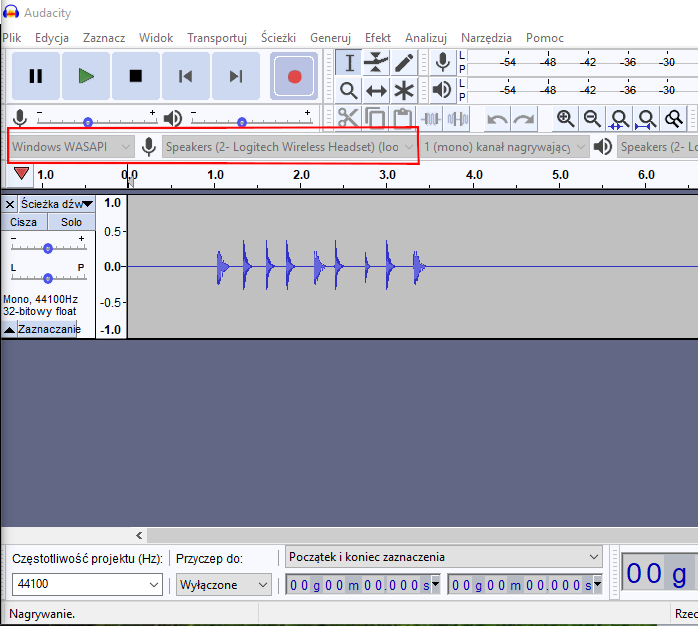 Audacity
Plik Edycja Zaznacz Widok Transportuj Ścieżki Generuj Efekt Analizuj Narzędzia Pomoc
L -54 -48 -42 -36 -30
P
L -54 -48 -42 -36 -30
P
- + - +
Windows WASAPI Speakers (2- Logitech Wireless Headset) (loo 1 (mono) kanał nagrywający Speakers (2- Lo
1.0 0.0 1.0 2.0 3.0 4.0 5.0 6.0
Ścieżka dźw 1.0
Cisza Solo
- + 0.5
L P 0.0
Mono, 44100Hz
32-bitowy float -0.5
Zaznaczanie -1.0
Częstotliwość projektu (Hz): Przyczep do: Początek i koniec zaznaczenia
44100 Wyłączone 00 g 00 m 00.000 s 00 g 00 m 00.000 s 00 g
Nagrywanie. Rzec